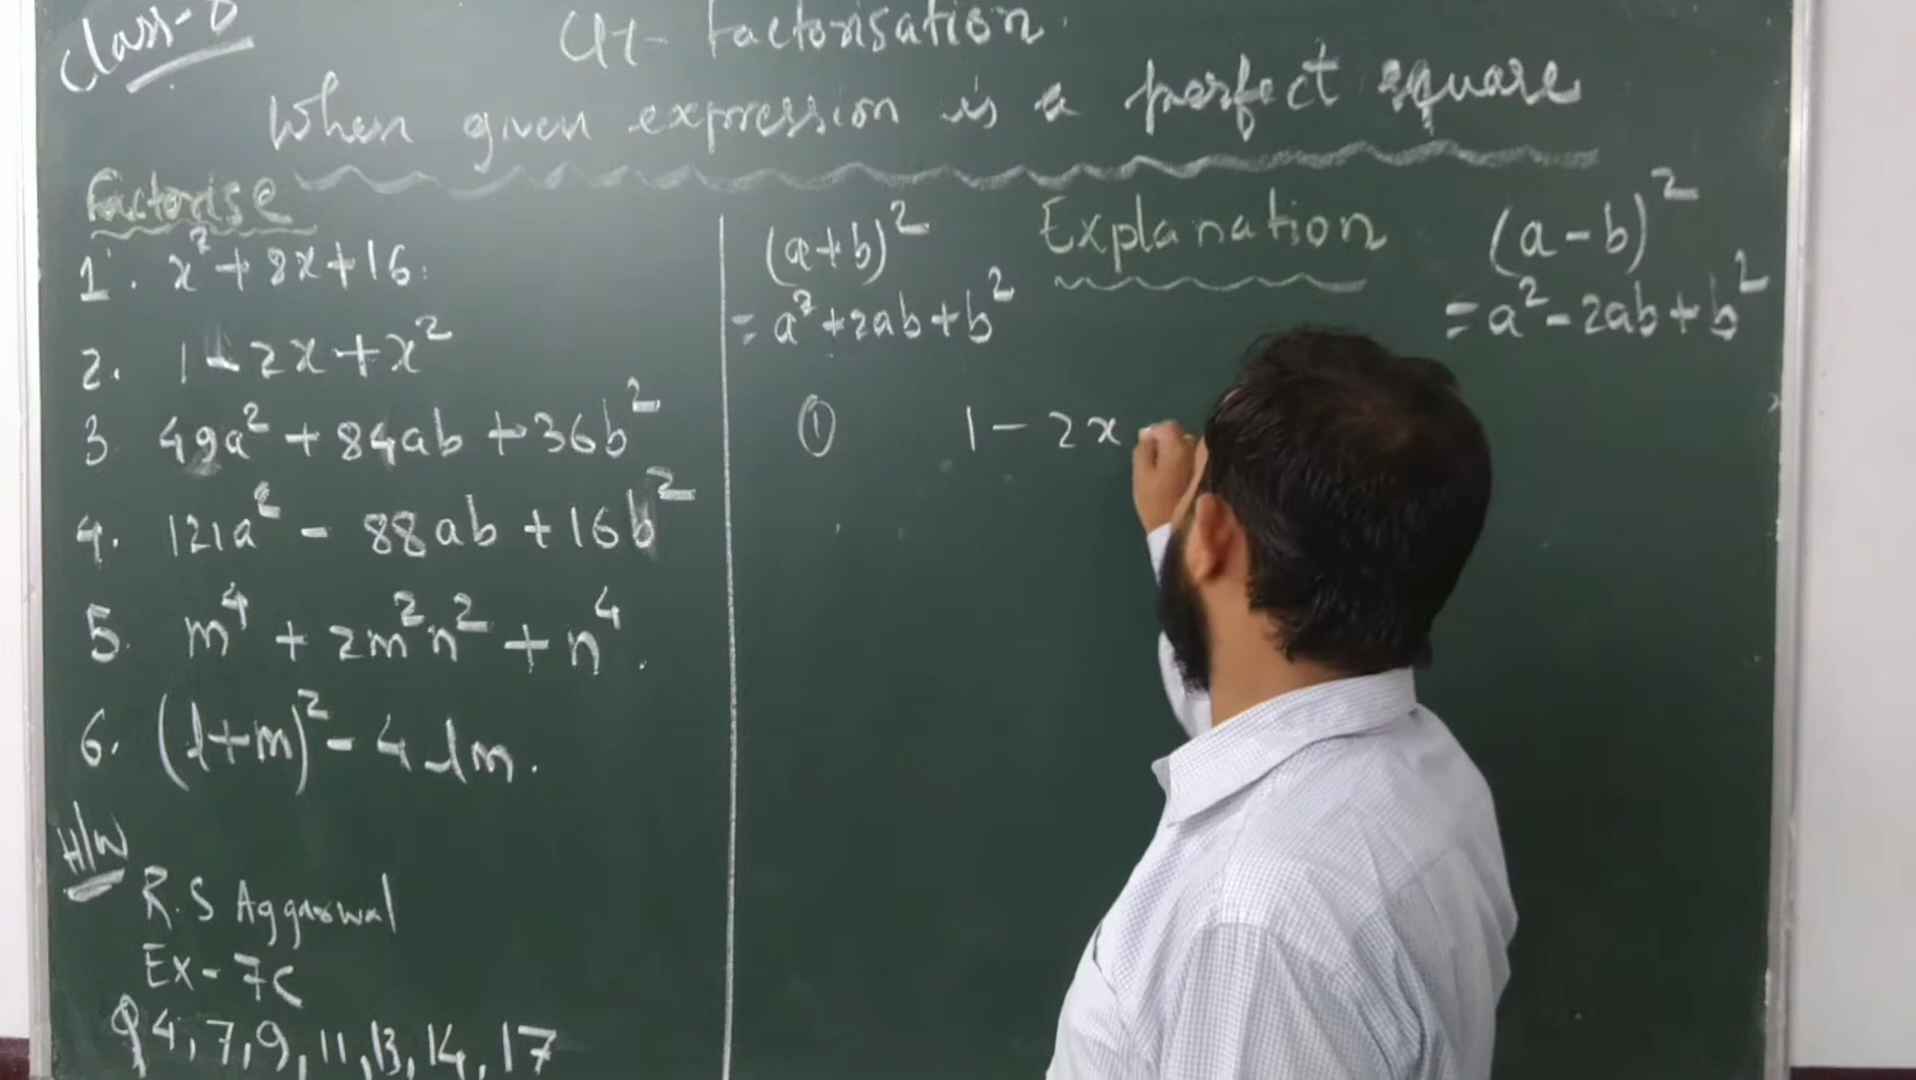 Class-8
Ch- Factorisation
When given expression is a perfect square
Factorise
1. x² + 8x + 16.
2. 1 - 2x + x²
3. 49a² + 84ab + 36b²
4. 121a² - 88ab + 16b²
5. m⁴ + 2m²n² + n⁴.
6. (l+m)² - 4lm.
H/W
R.S Aggarwal
Ex- 7C
Q 4, 7, 9, 11, 13, 14, 17
(a+b)²
= a² + 2ab + b²
Explanation
(a-b)²
= a² - 2ab + b²
① 1 - 2x